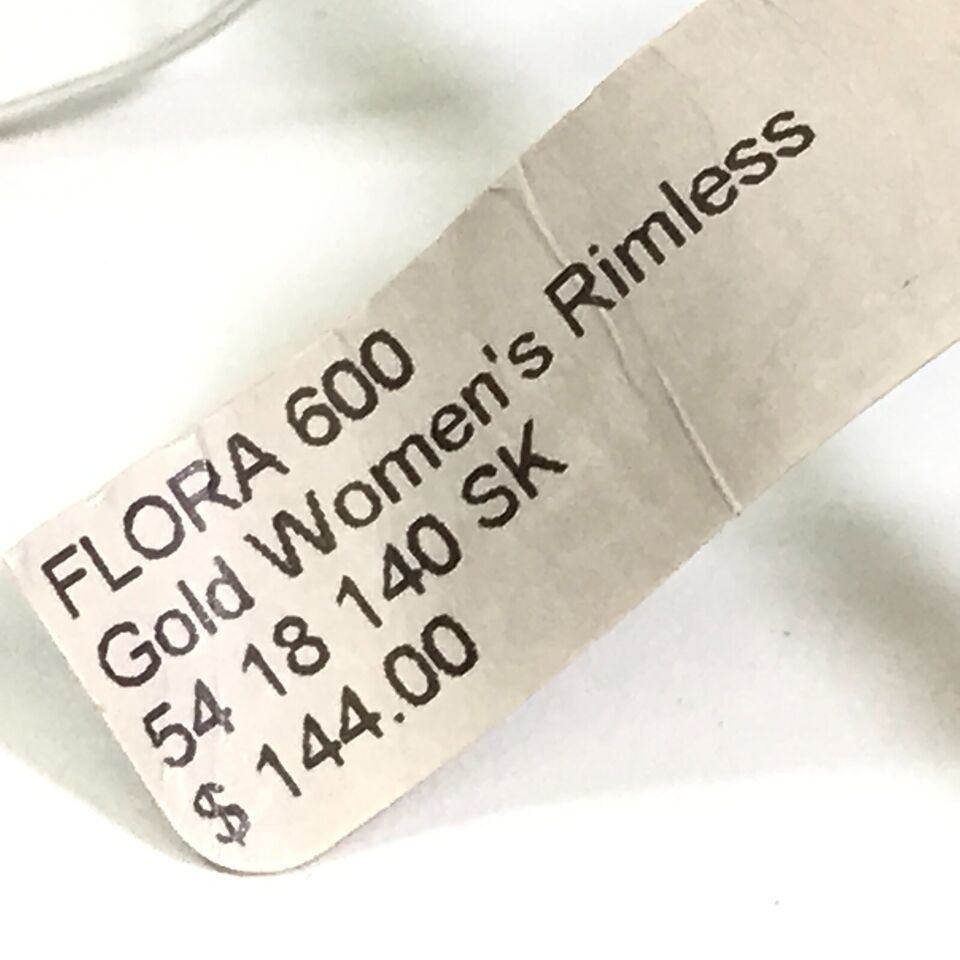 FLORA 600
Gold Women's Rimless
54 18 140 SK
$ 144.00